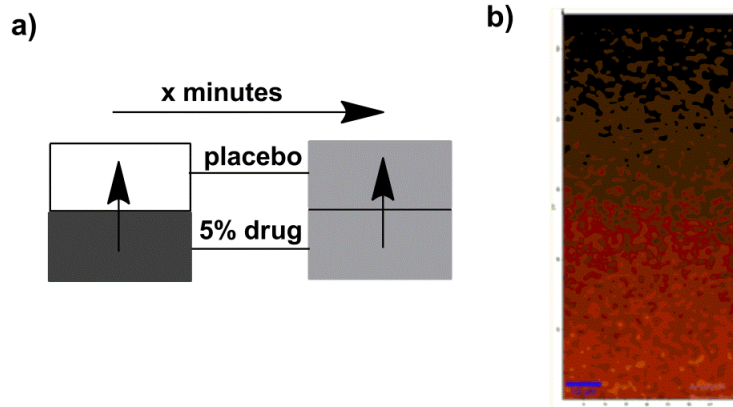 a)
b)
x minutes
placebo
5% drug